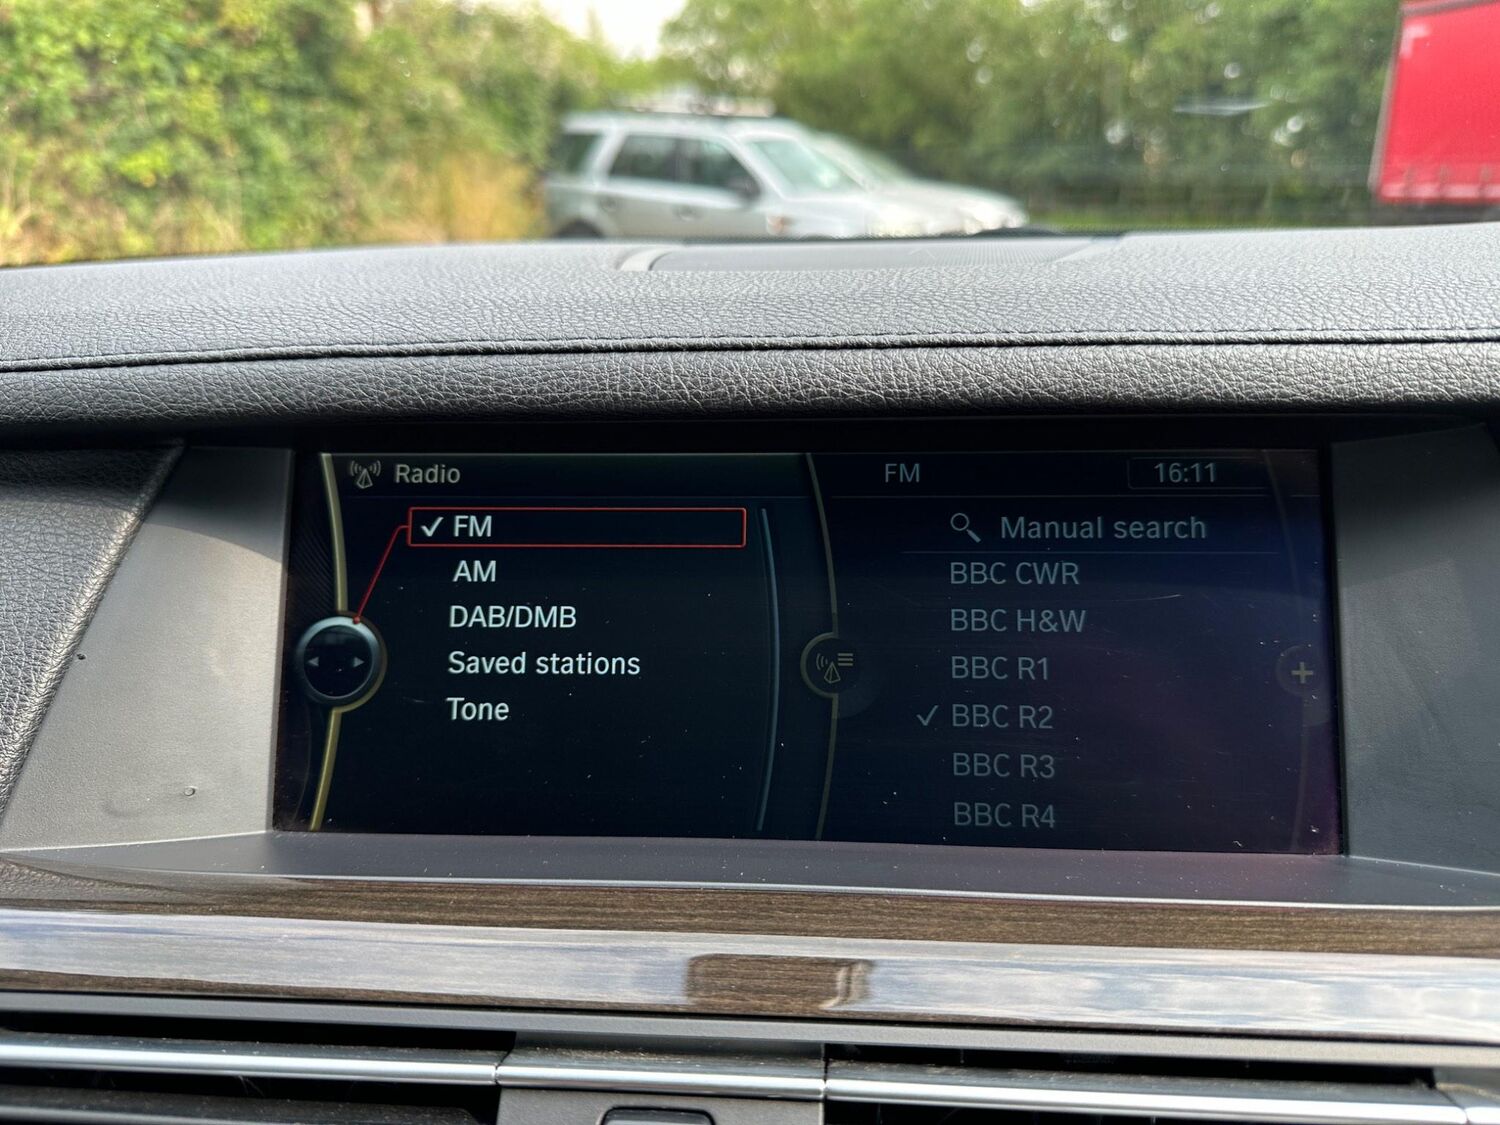 Radio
✓ FM
AM
DAB/DMB
Saved stations
Tone
FM
16:11
Manual search
BBC CWR
BBC H&W
BBC R1
✓ BBC R2
BBC R3
BBC R4